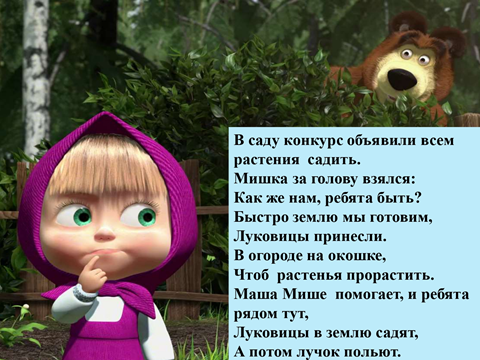 В саду конкурс объявили всем
растения садить.
Мишка за голову взялся:
Как же нам, ребята быть?
Быстро землю мы готовим,
Луковицы принесли.
В огороде на окошке,
Чтоб растенья прорастить.
Маша Мише помогает, и ребята
рядом тут,
Луковицы в землю садят,
А потом лучок польют.